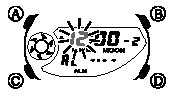 A B
12:00-2
MOON
AL ----
ALM
C D